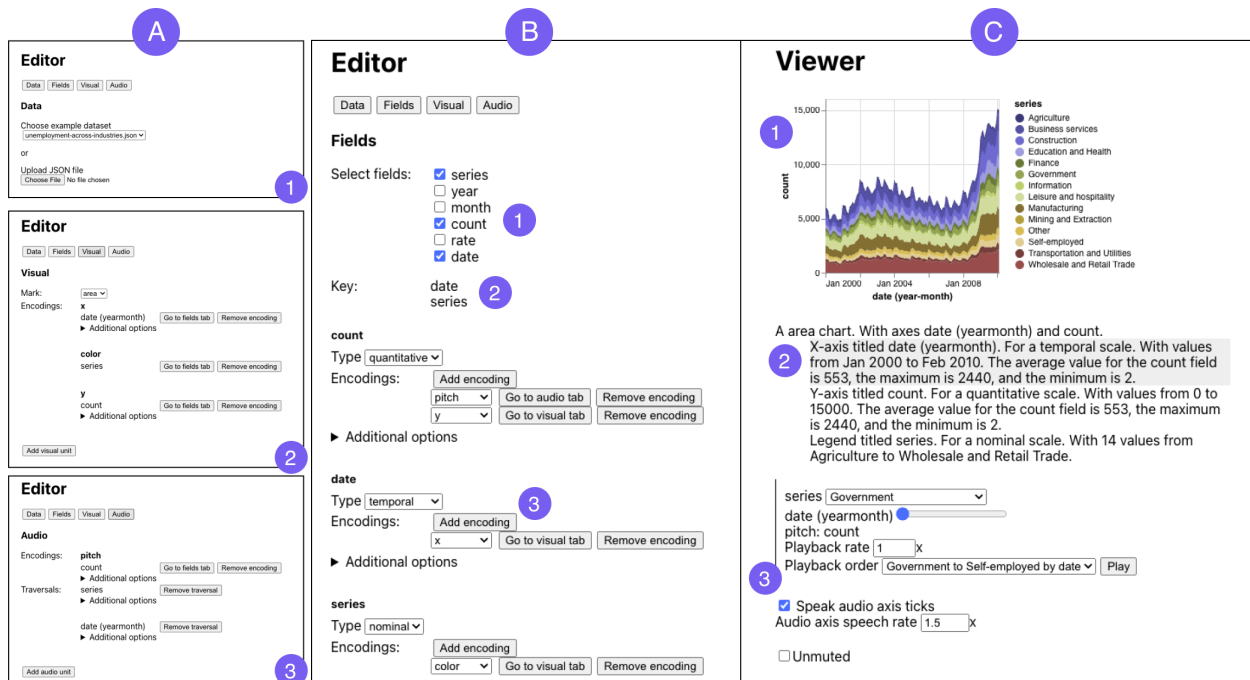 A
Editor
Data Fields Visual Audio
Data
Choose example dataset
unemployment-across-industries.json
or
Upload JSON file
Choose File No file chosen
1
Editor
Data Fields Visual Audio
Visual
Mark: area
Encodings: x
date (yearmonth) Go to fields tab Remove encoding
Additional options
color
series Go to fields tab Remove encoding
y
count Go to fields tab Remove encoding
Additional options
Add visual unit
2
Editor
Data Fields Visual Audio
Audio
Encodings: pitch
count Go to fields tab Remove encoding
Additional options
Traversals: series Remove traversal
Additional options
date (yearmonth) Remove traversal
Additional options
Add audio unit
3
B
Editor
Data Fields Visual Audio
Fields
Select fields: series
year
month
count
rate
date
1
Key: date
series
2
count
Type quantitative
Encodings: Add encoding
pitch Go to audio tab Remove encoding
y Go to visual tab Remove encoding
Additional options
date
Type temporal
3
Encodings: Add encoding
x Go to visual tab Remove encoding
Additional options
series
Type nominal
Encodings: Add encoding
color Go to visual tab Remove encoding
C
Viewer
1
15,000
10,000
5,000
0
count
Jan 2000 Jan 2004 Jan 2008
date (year-month)
series
Agriculture
Business services
Construction
Education and Health
Finance
Government
Information
Leisure and hospitality
Manufacturing
Mining and Extraction
Other
Self-employed
Transportation and Utilities
Wholesale and Retail Trade
A area chart. With axes date (yearmonth) and count.
2
X-axis titled date (yearmonth). For a temporal scale. With values
from Jan 2000 to Feb 2010. The average value for the count field
is 553, the maximum is 2440, and the minimum is 2.
Y-axis titled count. For a quantitative scale. With values from 0 to
15000. The average value for the count field is 553, the maximum
is 2440, and the minimum is 2.
Legend titled series. For a nominal scale. With 14 values from
Agriculture to Wholesale and Retail Trade.
series Government
date (yearmonth)
pitch: count
Playback rate 1 x
Playback order Government to Self-employed by date Play
3
Speak audio axis ticks
Audio axis speech rate 1.5 x
Unmuted